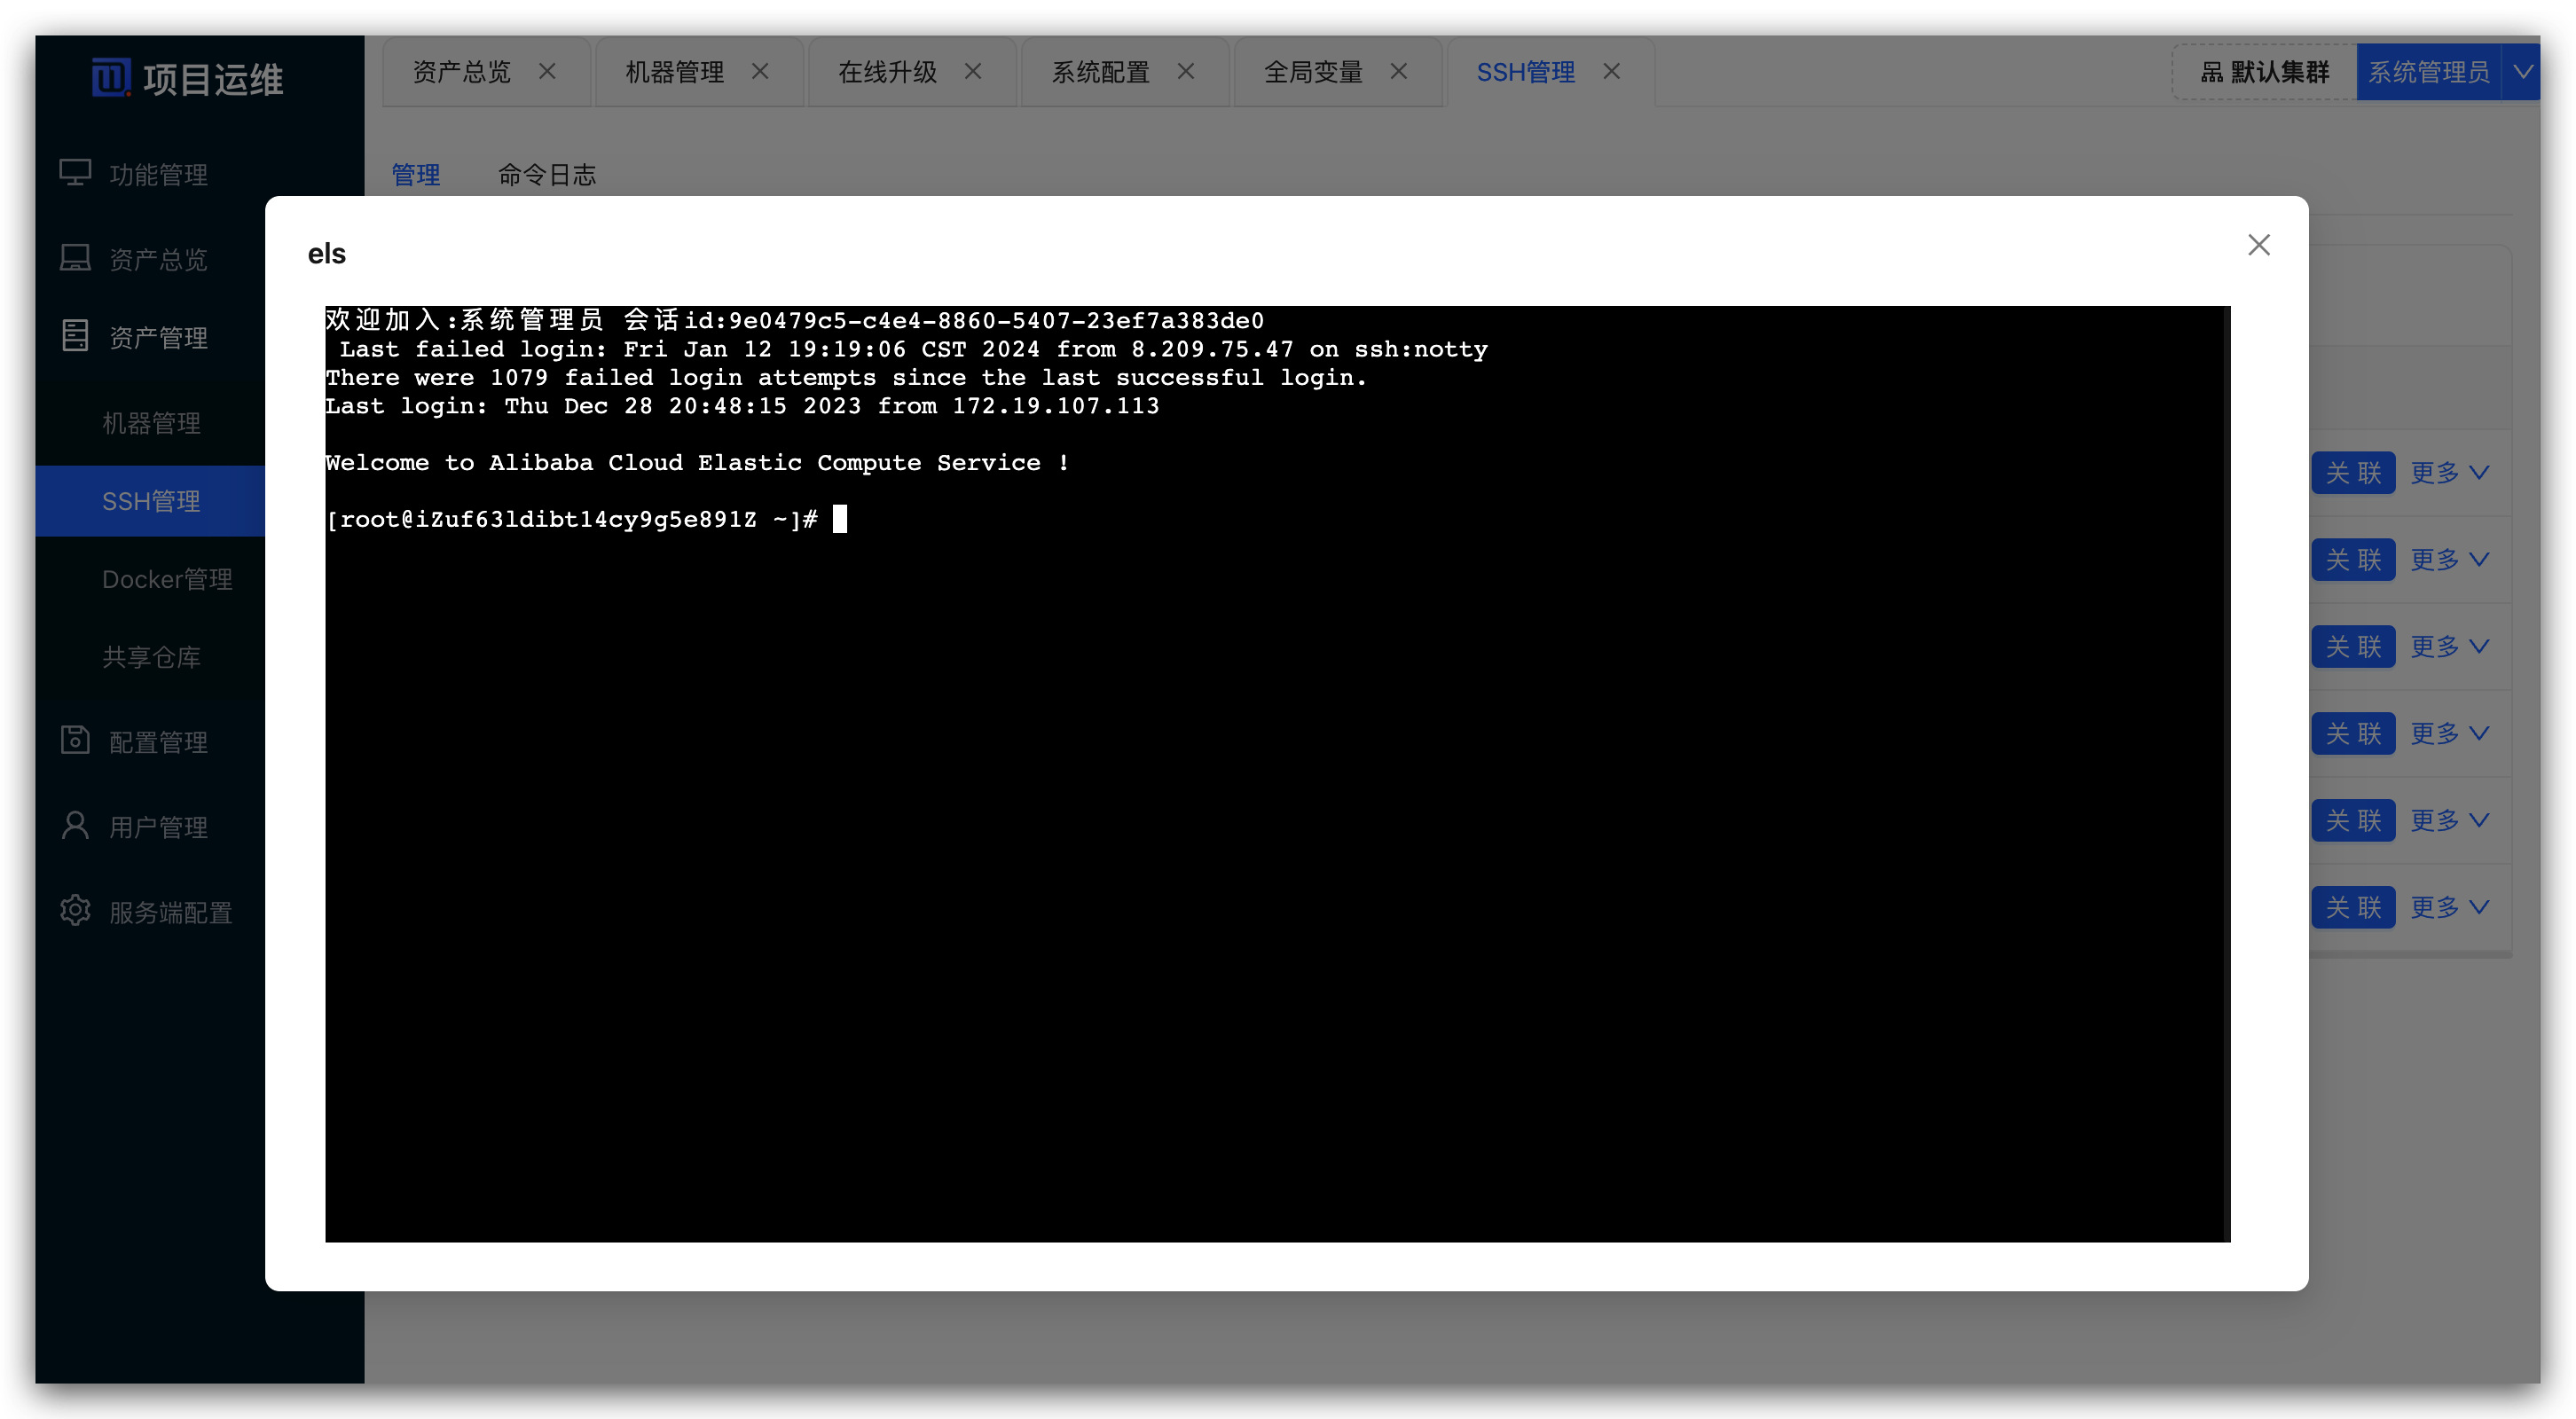 项目运维
资产总览
机器管理
在线升级
系统配置
全局变量
SSH管理
默认集群
系统管理员
功能管理
资产总览
资产管理
机器管理
SSH管理
Docker管理
共享仓库
配置管理
用户管理
服务端配置
管理
命令日志
els
欢迎加入:系统管理员 会话id:9e0479c5-c4e4-8860-5407-23ef7a383de0
Last failed login: Fri Jan 12 19:19:06 CST 2024 from 8.209.75.47 on ssh:notty
There were 1079 failed login attempts since the last successful login.
Last login: Thu Dec 28 20:48:15 2023 from 172.19.107.113
Welcome to Alibaba Cloud Elastic Compute Service !
[root@iZuf63ldibt14cy9g5e891Z ~]#
关 联 更多
关 联 更多
关 联 更多
关 联 更多
关 联 更多
关 联 更多